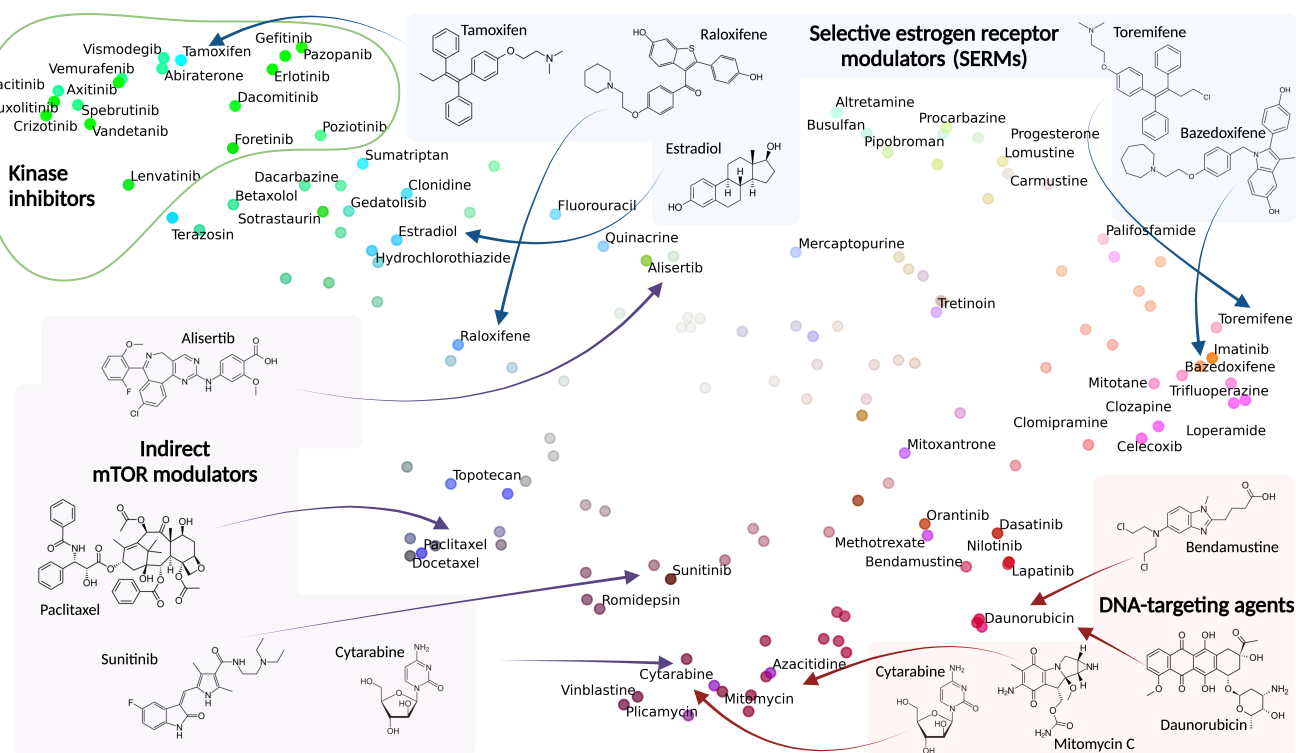 Tamoxifen
Raloxifene
Selective estrogen receptor
modulators (SERMs)
Toremifene
Bazedoxifene
Estradiol
Vismodegib
Tamoxifen
Gefitinib
Pazopanib
Vemurafenib
Abiraterone
Erlotinib
acitinib
Axitinib
Dacomitinib
uxolitinib
Spebrutinib
Crizotinib
Vandetanib
Poziotinib
Foretinib
Kinase
inhibitors
Lenvatinib
Sumatriptan
Dacarbazine
Clonidine
Betaxolol
Gedatolisib
Sotrastaurin
Terazosin
Estradiol
Hydrochlorothiazide
Fluorouracil
Quinacrine
Alisertib
Raloxifene
Altretamine
Busulfan
Procarbazine
Pipobroman
Progesterone
Lomustine
Carmustine
Palifosfamide
Mercaptopurine
Tretinoin
Toremifene
Imatinib
Bazedoxifene
Mitotane
Trifluoperazine
Clozapine
Clomipramine
Loperamide
Celecoxib
Mitoxantrone
Alisertib
Indirect
mTOR modulators
Topotecan
Paclitaxel
Docetaxel
Paclitaxel
Sunitinib
Romidepsin
Sunitinib
Cytarabine
Orantinib
Dasatinib
Methotrexate
Nilotinib
Bendamustine
Lapatinib
Daunorubicin
Bendamustine
DNA-targeting agents
Azacitidine
Cytarabine
Vinblastine
Mitomycin
Plicamycin
Cytarabine
Mitomycin C
Daunorubicin